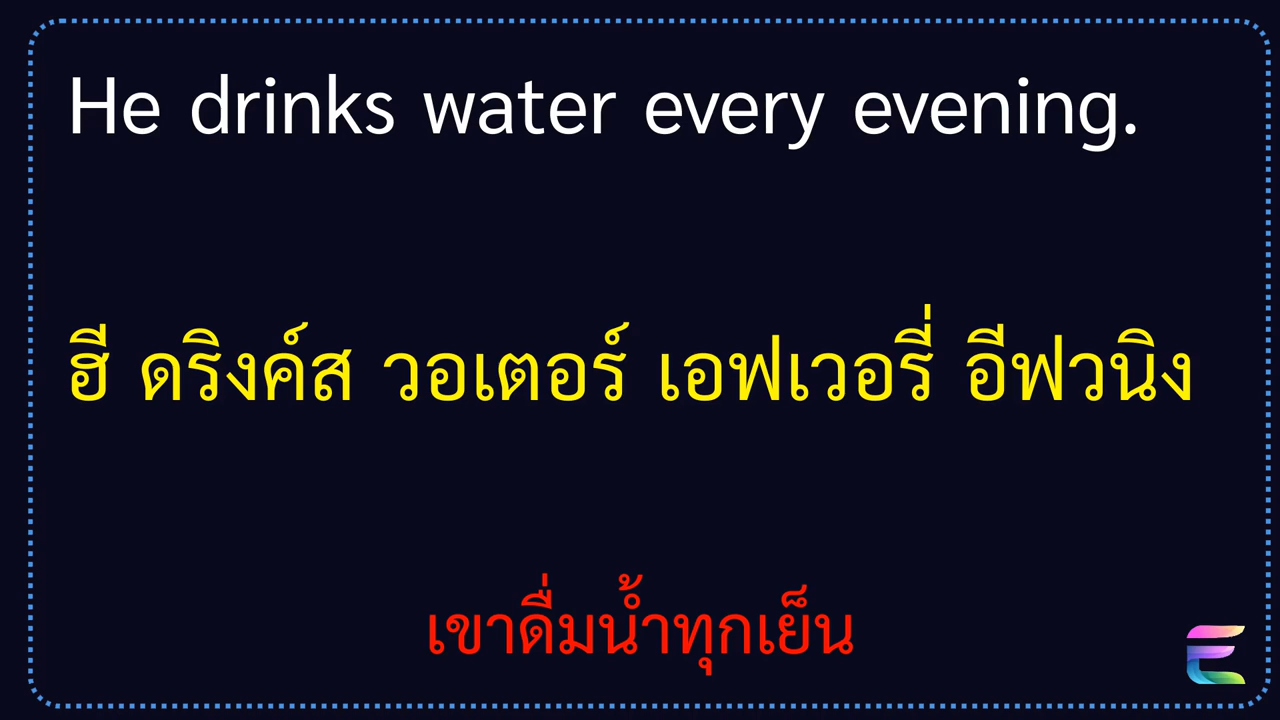 He drinks water every evening.
ฮี ดริงค์ส วอเตอร์ เอฟเวอรี่ อีฟวนิง
เขาดื่มน้ำทุกเย็น